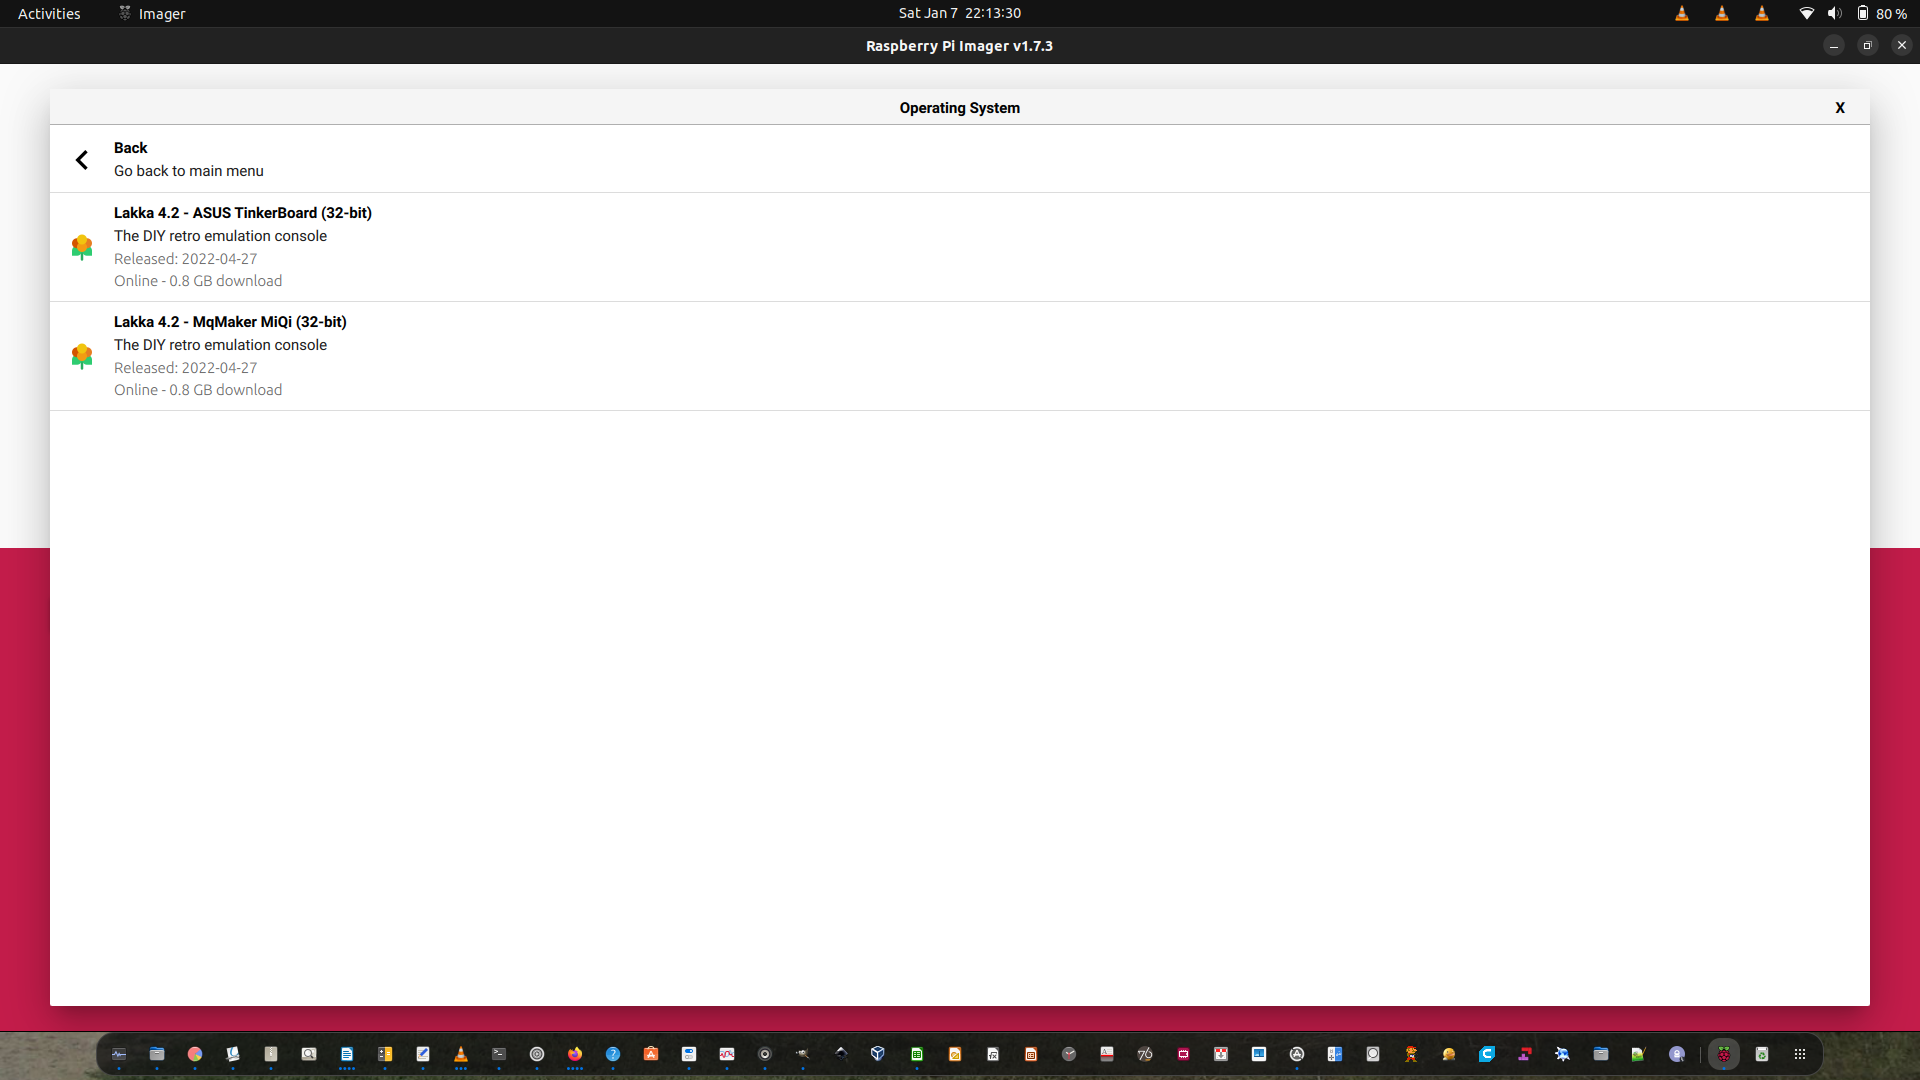 Activities
Imager
Sat Jan 7 22:13:30
80 %
Raspberry Pi Imager v1.7.3
Operating System
X
Back
Go back to main menu
Lakka 4.2 - ASUS TinkerBoard (32-bit)
The DIY retro emulation console
Released: 2022-04-27
Online - 0.8 GB download
Lakka 4.2 - MqMaker MiQi (32-bit)
The DIY retro emulation console
Released: 2022-04-27
Online - 0.8 GB download